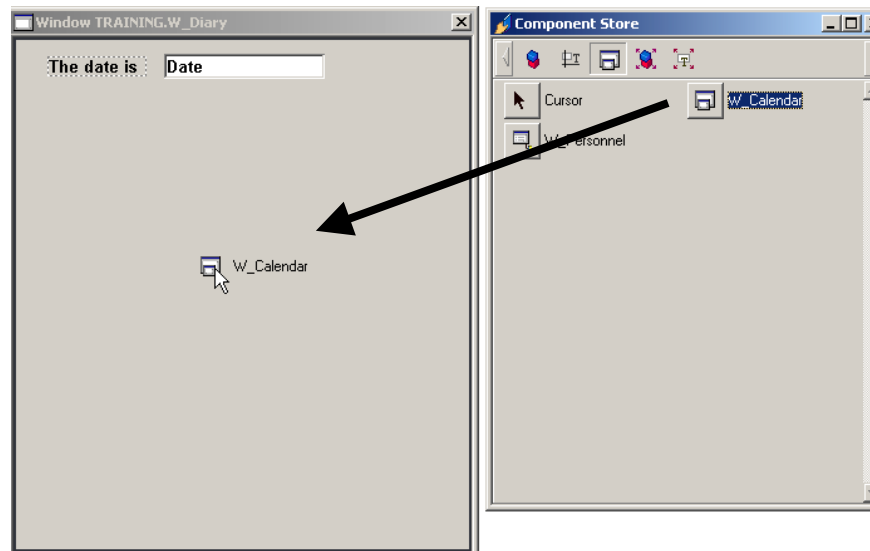 Window TRAINING.W_Diary
The date is Date
W_Calendar
Component Store
Cursor W_Calendar
W_Personnel